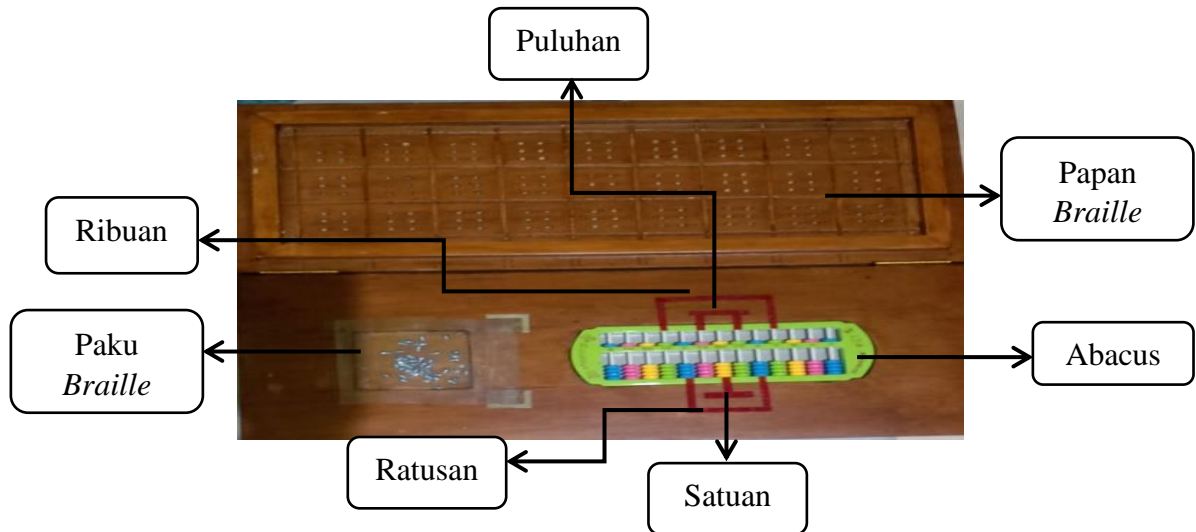 Puluhan
Papan
Braille
Ribuan
Paku
Braille
Abacus
Ratusan
Satuan